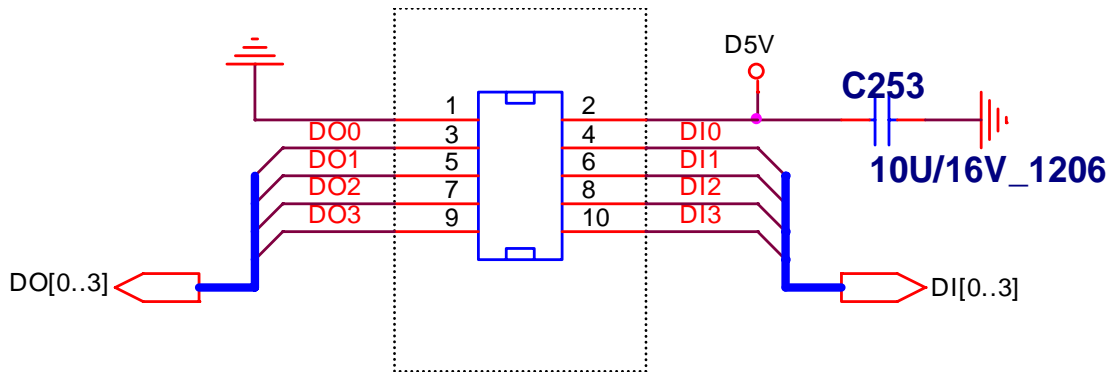 D5V
C253
1 2
DO0 3 4 DI0
DO1 5 6 DI1
DO2 7 8 DI2
DO3 9 10 DI3
10U/16V_1206
DO[0..3]
DI[0..3]